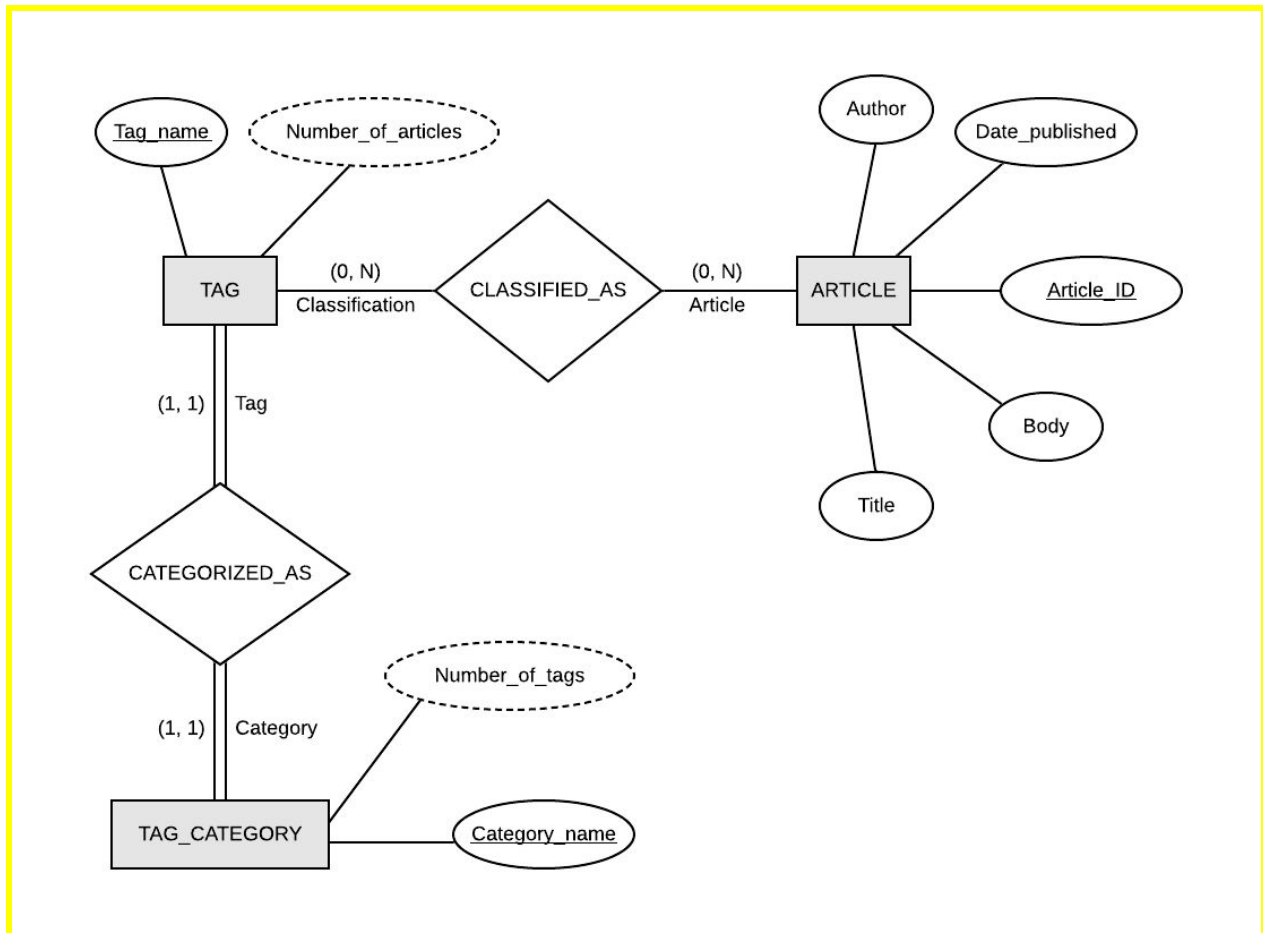 Author
Tag_name
Number_of_articles
Date_published
(0, N)
(0, N)
TAG
CLASSIFIED_AS
ARTICLE
Article_ID
Classification
Article
(1, 1)
Tag
Body
Title
CATEGORIZED_AS
Number_of_tags
(1, 1)
Category
TAG_CATEGORY
Category_name